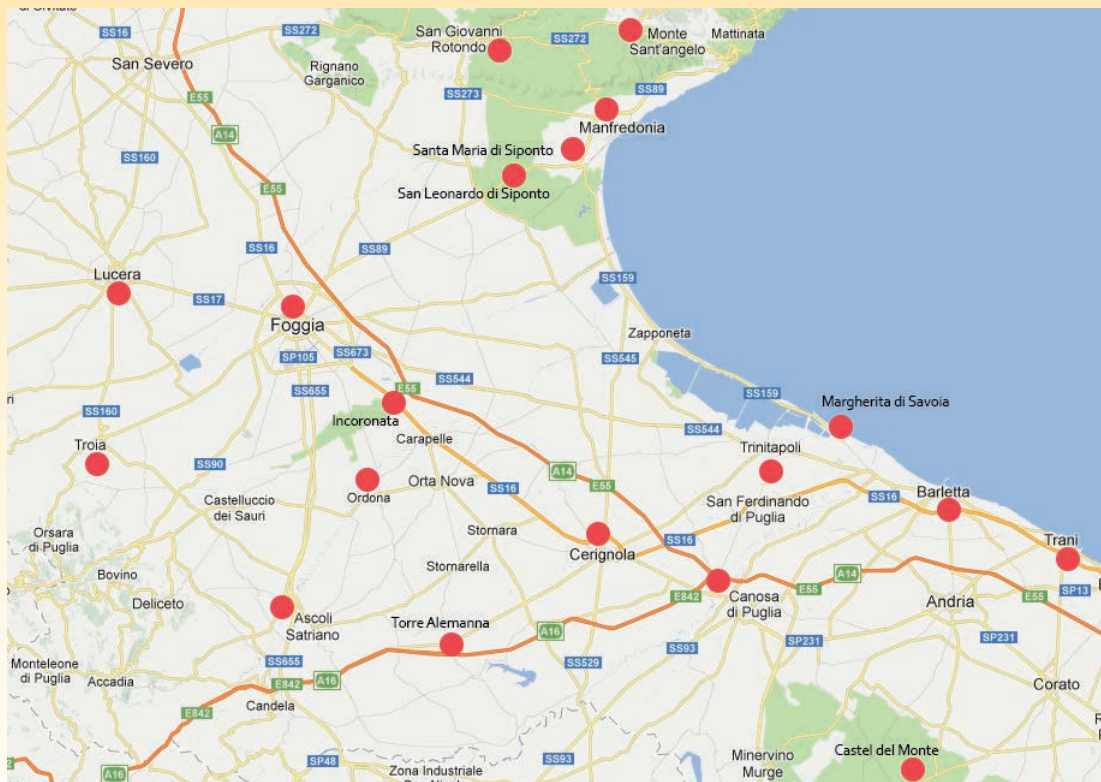 di Civitate
SS16
SS272
San Giovanni
Rotondo
SS272
Monte
Sant'angelo
Mattinata
San Severo
Rignano
Garganico
E55
SS273
SS89
Manfredonia
A14
SS160
Santa Maria di Siponto
San Leonardo di Siponto
E55
SS16
SS89
Lucera
SS17
SS159
Foggia
Zapponeta
SP105
SS673
SS545
SS655
E55
SS544
SS159
Margherita di Savoia
SS160
Incoronata
SS544
Troia
Carapelle
Trinitapoli
SS90
A14
Ordona
Orta Nova
SS16
E55
Barletta
Castelluccio
dei Sauri
San Ferdinando
di Puglia
SS16
Orsara
di Puglia
Stornara
Cerignola
SS16
Trani
Bovino
Stornarella
A14
E842
SP13
Deliceto
Canosa
di Puglia
E55
Andria
E55
Ascoli
Satriano
Torre Alemanna
A16
SP231
SP231
Monteleone
di Puglia
SS655
SS529
SS93
Accadia
E842
A16
Corato
E842
Candela
Minervino
Murge
Castel del Monte
A16
SP48
Zona Industriale
SS93